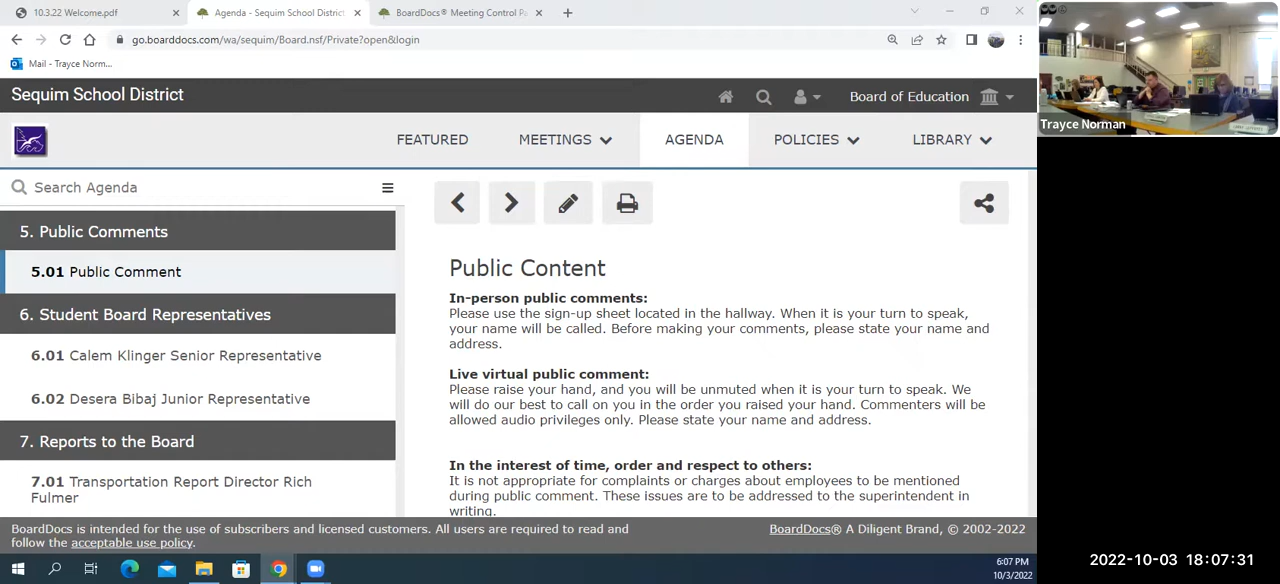 10.3.22 Welcome.pdf
Agenda - Sequim School District
BoardDocs® Meeting Control Pa
go.boarddocs.com/wa/sequim/Board.nsf/Private?open&login
Mail - Trayce Norm...
Sequim School District
Board of Education
FEATURED
MEETINGS
AGENDA
POLICIES
LIBRARY
Search Agenda
5. Public Comments
5.01 Public Comment
6. Student Board Representatives
6.01 Calem Klinger Senior Representative
6.02 Desera Bibaj Junior Representative
7. Reports to the Board
7.01 Transportation Report Director Rich
Fulmer
Public Content
In-person public comments:
Please use the sign-up sheet located in the hallway. When it is your turn to speak,
your name will be called. Before making your comments, please state your name and
address.
Live virtual public comment:
Please raise your hand, and you will be unmuted when it is your turn to speak. We
will do our best to call on you in the order you raised your hand. Commenters will be
allowed audio privileges only. Please state your name and address.
In the interest of time, order and respect to others:
It is not appropriate for complaints or charges about employees to be mentioned
during public comment. These issues are to be addressed to the superintendent in
writing.
BoardDocs is intended for the use of subscribers and licensed customers. All users are required to read and
follow the acceptable use policy.
BoardDocs® A Diligent Brand, © 2002-2022
6:07 PM
10/3/2022
Trayce Norman
2022-10-03 18:07:31